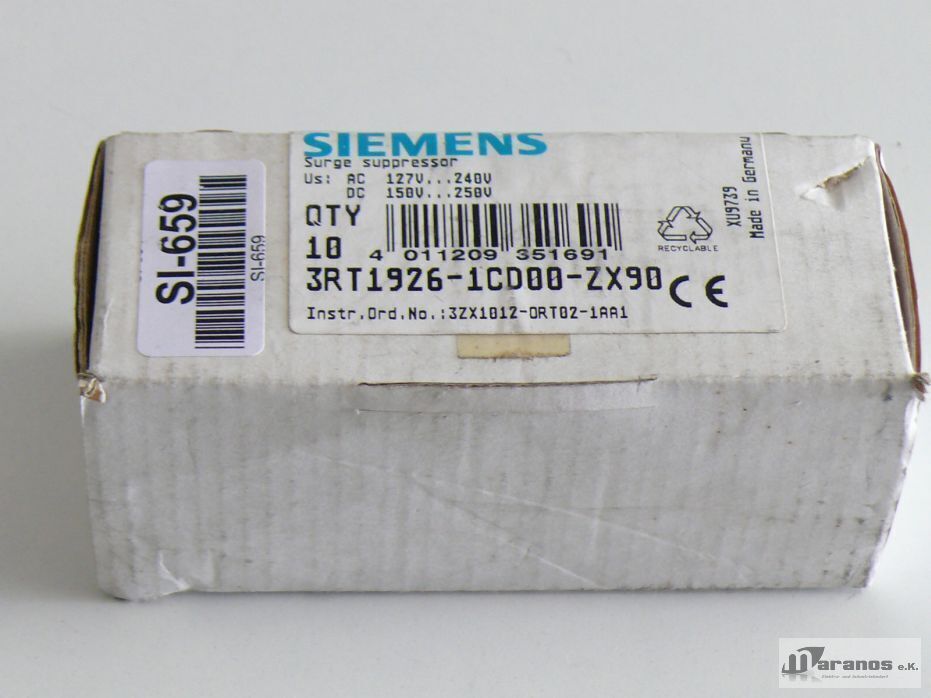 SIEMENS
Surge suppressor
Us: AC 127V...240V
DC 150V...250V
QTY
10
4 011209 351691
3RT1926-1CD00-ZX90
CE
Instr.Ord.No.:3ZX1012-0RT02-1AA1
RECYCLABLE
XU9739
Made in Germany
SI-659
SI-659
Maranos e.K.